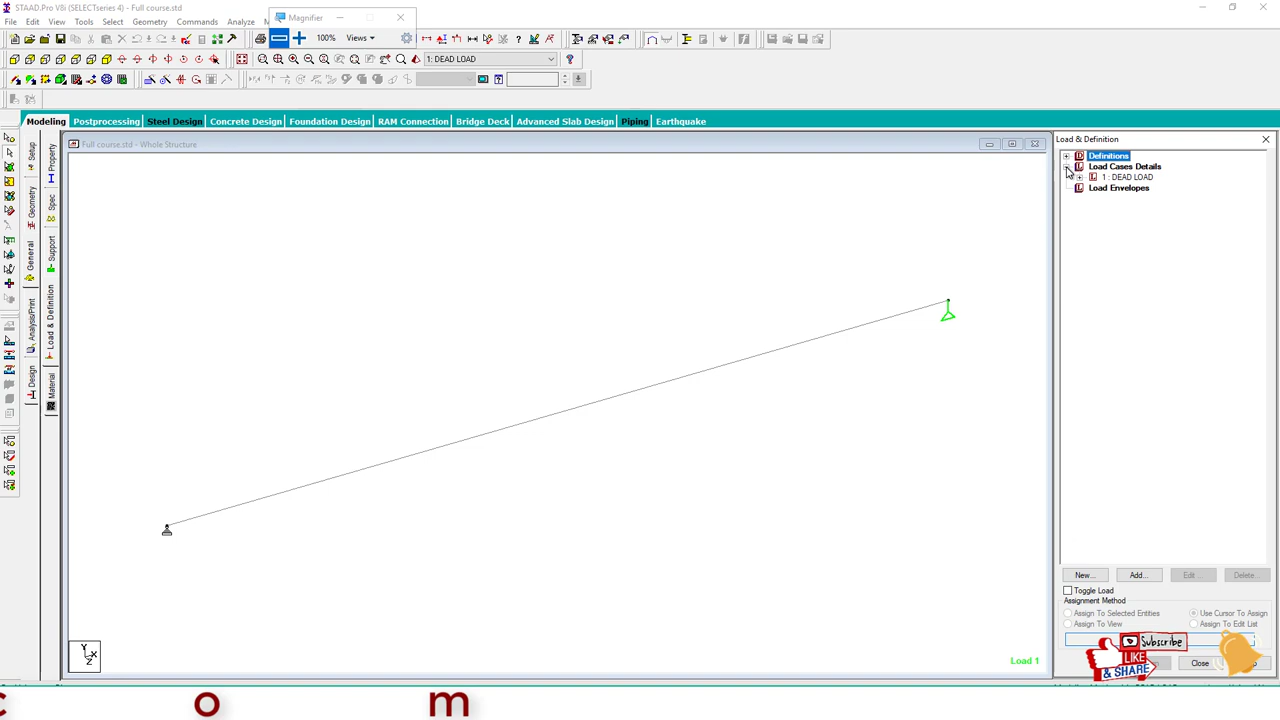 STAAD.Pro V8i (SELECTseries 4) - Full course.std
File Edit View Tools Select Geometry Commands Analyze
Magnifier
100% Views
1: DEAD LOAD
Modeling Postprocessing Steel Design Concrete Design Foundation Design RAM Connection Bridge Deck Advanced Slab Design Piping Earthquake
Full course.std - Whole Structure
Setup
Geometry
General
Analysis/Print
Design
Property
Spec
Support
Load & Definition
Material
Load 1
Load & Definition
Definitions
Load Cases Details
1 : DEAD LOAD
Load Envelopes
New... Add... Edit... Delete...
Toggle Load
Assignment Method
Assign To Selected Entities Use Cursor To Assign
Assign To View Assign To Edit List
Subscribe
LIKE
& SHARE
Close
c o m